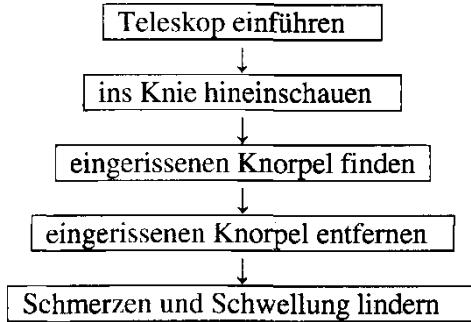 Teleskop einführen
ins Knie hineinschauen
eingerissenen Knorpel finden
eingerissenen Knorpel entfernen
Schmerzen und Schwellung lindern